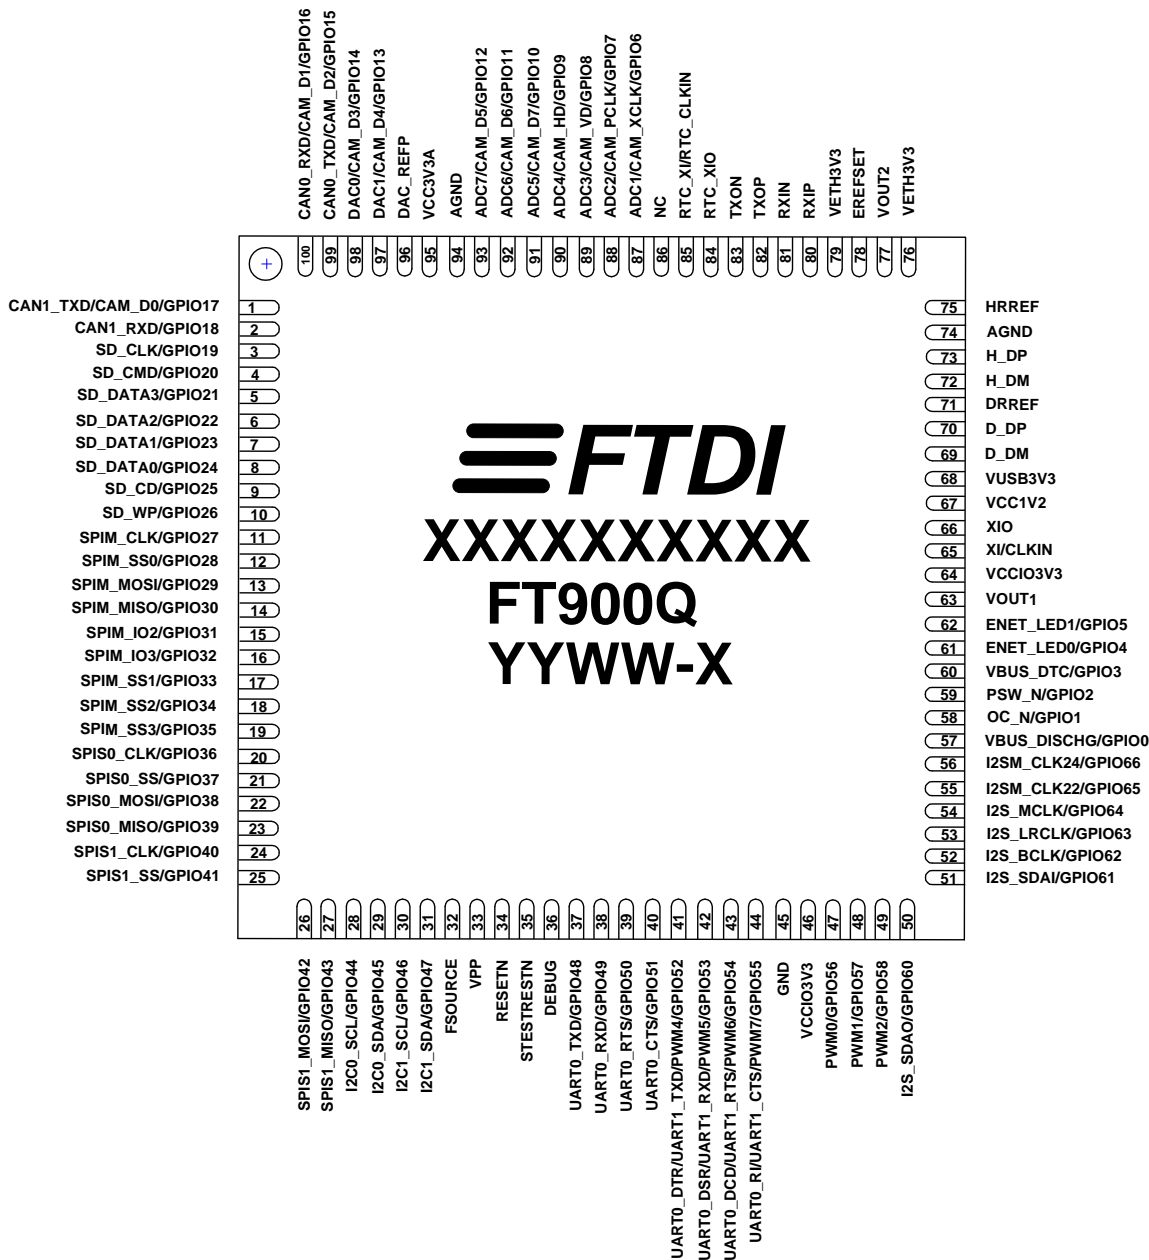 CAN0_RXD/CAM_D1/GPIO16
CAN0_TXD/CAM_D2/GPIO15
DAC0/CAM_D3/GPIO14
DAC1/CAM_D4/GPIO13
DAC_REFP
VCC3V3A
AGND
ADC7/CAM_D5/GPIO12
ADC6/CAM_D6/GPIO11
ADC5/CAM_D7/GPIO10
ADC4/CAM_HD/GPIO9
ADC3/CAM_VD/GPIO8
ADC2/CAM_PCLK/GPIO7
ADC1/CAM_XCLK/GPIO6
NC
RTC_XI/RTC_CLKIN
RTC_XIO
TXON
TXOP
RXIN
RXIP
VETH3V3
EREFSET
VOUT2
VETH3V3
100
99
98
97
96
95
94
93
92
91
90
89
88
87
86
85
84
83
82
81
80
79
78
77
76
CAN1_TXD/CAM_D0/GPIO17 1
CAN1_RXD/GPIO18 2
SD_CLK/GPIO19 3
SD_CMD/GPIO20 4
SD_DATA3/GPIO21 5
SD_DATA2/GPIO22 6
SD_DATA1/GPIO23 7
SD_DATA0/GPIO24 8
SD_CD/GPIO25 9
SD_WP/GPIO26 10
SPIM_CLK/GPIO27 11
SPIM_SS0/GPIO28 12
SPIM_MOSI/GPIO29 13
SPIM_MISO/GPIO30 14
SPIM_IO2/GPIO31 15
SPIM_IO3/GPIO32 16
SPIM_SS1/GPIO33 17
SPIM_SS2/GPIO34 18
SPIM_SS3/GPIO35 19
SPIS0_CLK/GPIO36 20
SPIS0_SS/GPIO37 21
SPIS0_MOSI/GPIO38 22
SPIS0_MISO/GPIO39 23
SPIS1_CLK/GPIO40 24
SPIS1_SS/GPIO41 25
FTDI
XXXXXXXXXX
FT900Q
YYWW-X
75 HRREF
74 AGND
73 H_DP
72 H_DM
71 DRREF
70 D_DP
69 D_DM
68 VUSB3V3
67 VCC1V2
66 XIO
65 XI/CLKIN
64 VCCIO3V3
63 VOUT1
62 ENET_LED1/GPIO5
61 ENET_LED0/GPIO4
60 VBUS_DTC/GPIO3
59 PSW_N/GPIO2
58 OC_N/GPIO1
57 VBUS_DISCHG/GPIO0
56 I2SM_CLK24/GPIO66
55 I2SM_CLK22/GPIO65
54 I2S_MCLK/GPIO64
53 I2S_LRCLK/GPIO63
52 I2S_BCLK/GPIO62
51 I2S_SDAI/GPIO61
26
27
28
29
30
31
32
33
34
35
36
37
38
39
40
41
42
43
44
45
46
47
48
49
50
SPIS1_MOSI/GPIO42
SPIS1_MISO/GPIO43
I2C0_SCL/GPIO44
I2C0_SDA/GPIO45
I2C1_SCL/GPIO46
I2C1_SDA/GPIO47
FSOURCE
VPP
RESETN
STESTRESTN
DEBUG
UART0_TXD/GPIO48
UART0_RXD/GPIO49
UART0_RTS/GPIO50
UART0_CTS/GPIO51
UART0_DTR/UART1_TXD/PWM4/GPIO52
UART0_DSR/UART1_RXD/PWM5/GPIO53
UART0_DCD/UART1_RTS/PWM6/GPIO54
UART0_RI/UART1_CTS/PWM7/GPIO55
GND
VCCIO3V3
PWM0/GPIO56
PWM1/GPIO57
PWM2/GPIO58
I2S_SDAO/GPIO60